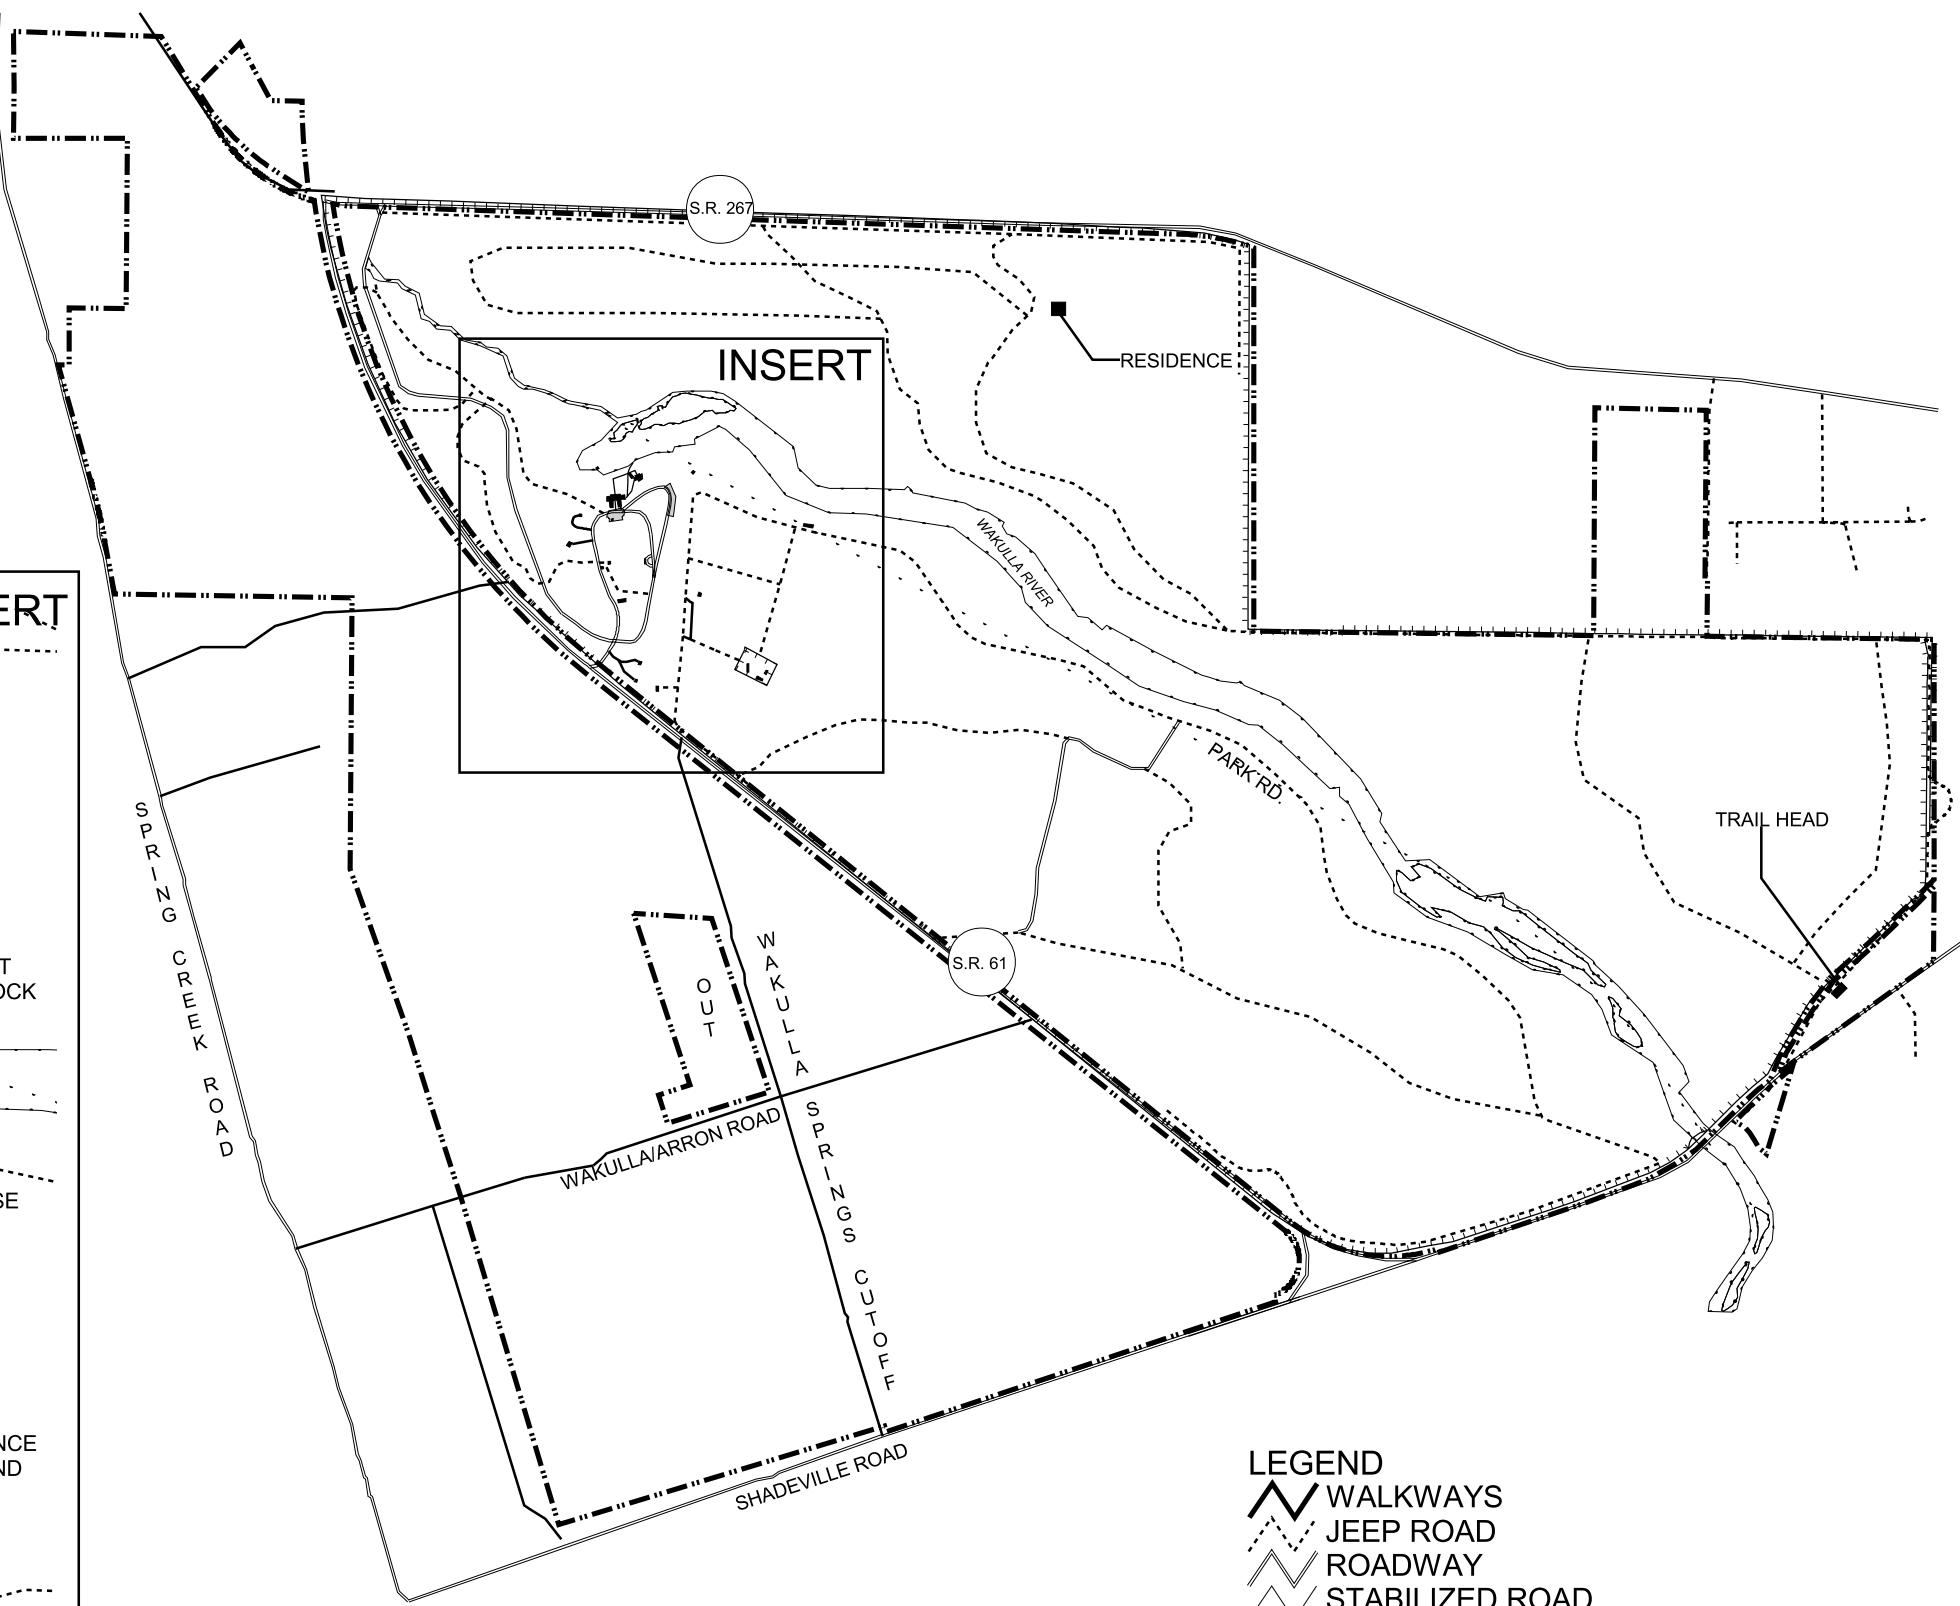 S.R. 267
INSERT
RESIDENCE
WAKULLA RIVER
ERT
PARK RD.
TRAIL HEAD
SPRING CREEK ROAD
WAKULLA SPRINGS CUTOFF
OUT
S.R. 61
T
OCK
WAKULLA/ARRON ROAD
SE
NCE
ND
SHADEVILLE ROAD
LEGEND
WALKWAYS
JEEP ROAD
ROADWAY
STABILIZED ROAD